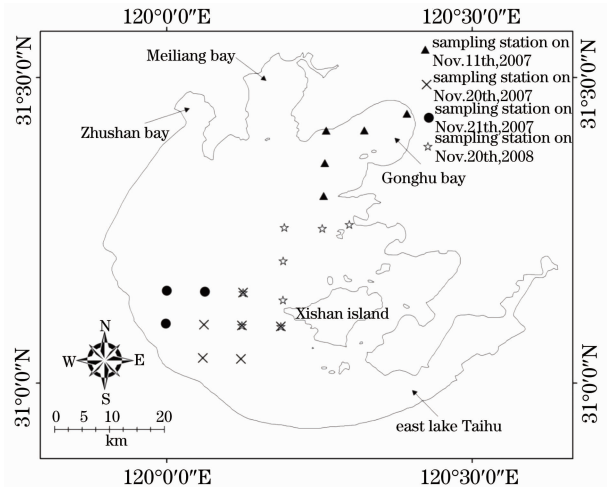 120°0′0″E 120°30′0″E
Meiliang bay
sampling station on
Nov.11th,2007
sampling station on
Nov.20th,2007
sampling station on
Nov.21th,2007
sampling station on
Nov.20th,2008
31°30′0″N
31°30′0″N
Zhushan bay
Gonghu bay
Xishan island
N
W E
S
0 5 10 20
km
31°0′0″N
31°0′0″N
east lake Taihu
120°0′0″E 120°30′0″E